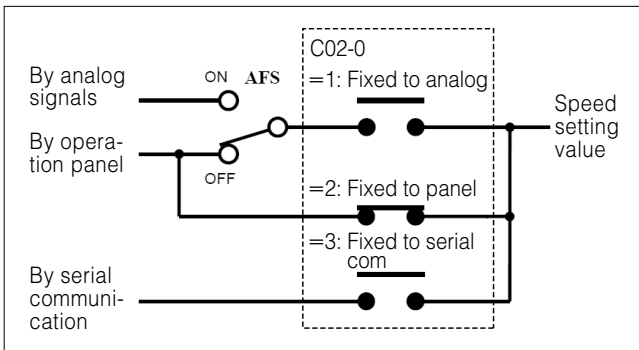 C02-0
By analog
signals
ON AFS
=1: Fixed to analog
Speed
setting
value
By opera-
tion panel
OFF
=2: Fixed to panel
=3: Fixed to serial
com
By serial
communi-
cation